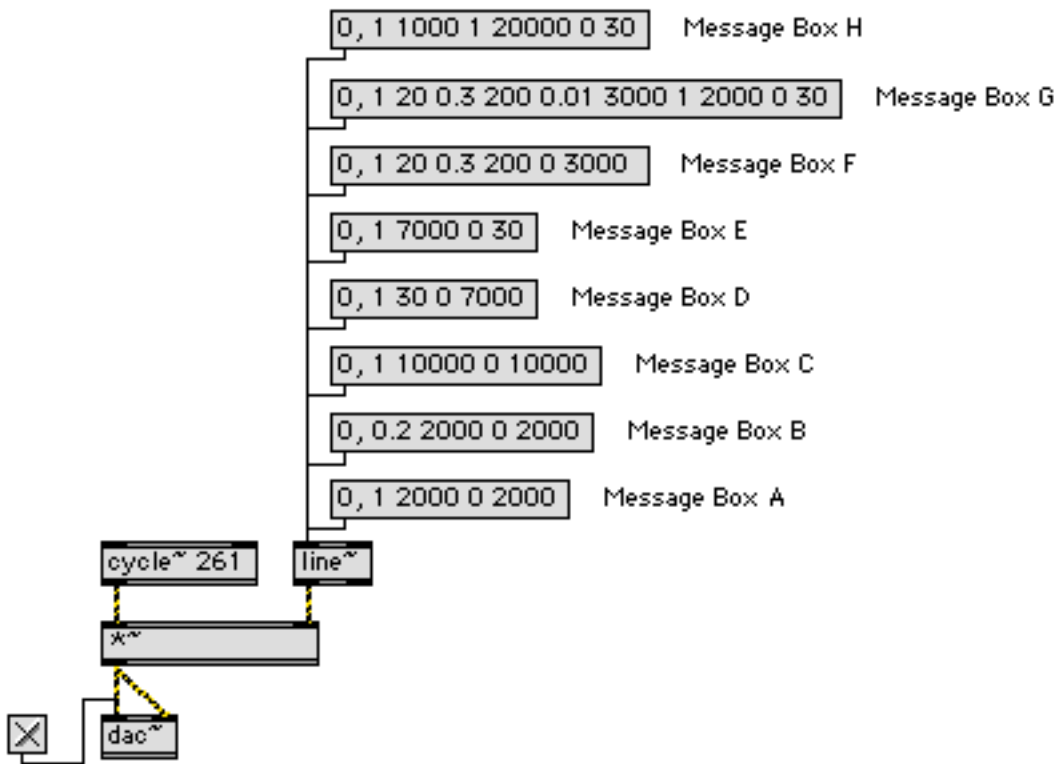 0, 1 1000 1 20000 0 30 Message Box H
0, 1 20 0.3 200 0.01 3000 1 2000 0 30 Message Box G
0, 1 20 0.3 200 0 3000 Message Box F
0, 1 7000 0 30 Message Box E
0, 1 30 0 7000 Message Box D
0, 1 10000 0 10000 Message Box C
0, 0.2 2000 0 2000 Message Box B
0, 1 2000 0 2000 Message Box A
cycle~ 261 line~
*~
dac~